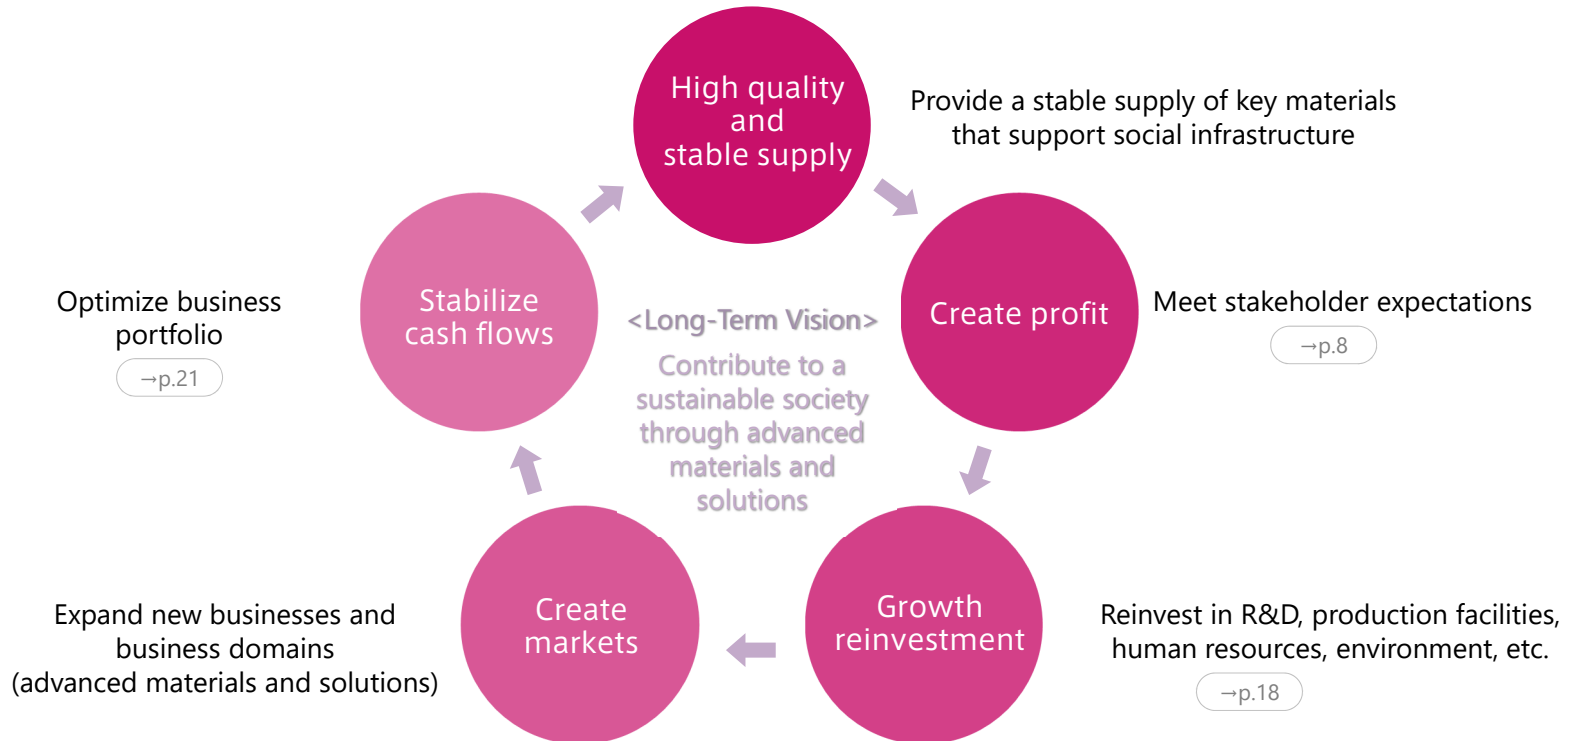 High quality
and
stable supply
Provide a stable supply of key materials
that support social infrastructure
Create profit
Meet stakeholder expectations
→p.8
Growth
reinvestment
Reinvest in R&D, production facilities,
human resources, environment, etc.
→p.18
Create
markets
Expand new businesses and
business domains
(advanced materials and solutions)
Stabilize
cash flows
Optimize business
portfolio
→p.21
<Long-Term Vision>
Contribute to a
sustainable society
through advanced
materials and
solutions